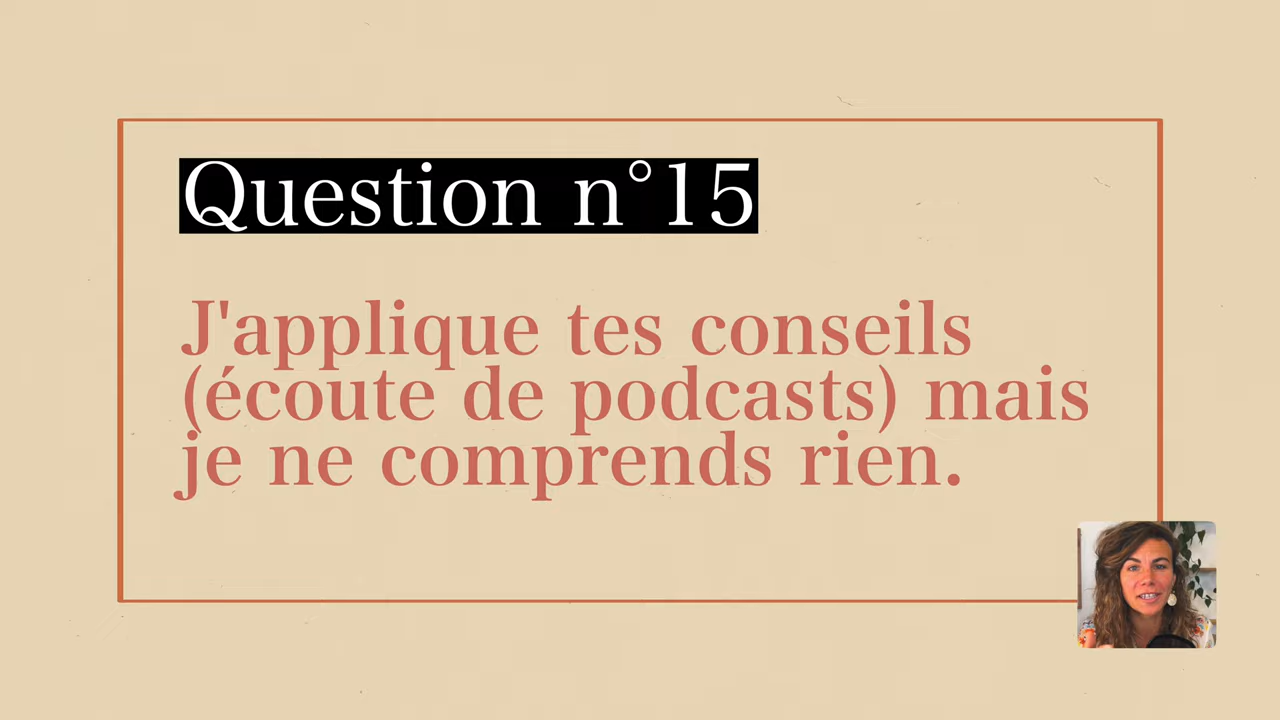 Question n°15
J'applique tes conseils
(écoute de podcasts) mais
je ne comprends rien.